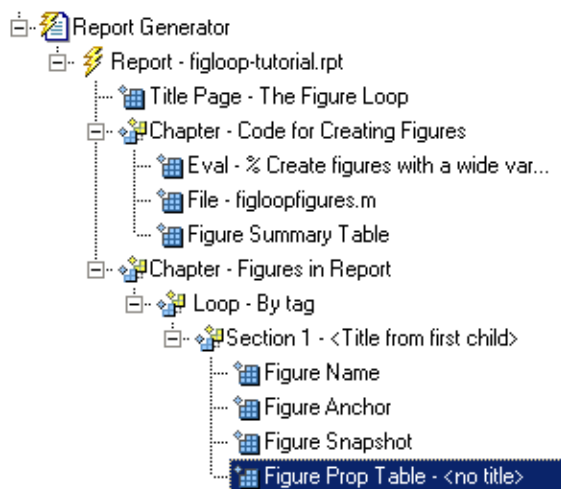 Report Generator
Report - figloop-tutorial.rpt
Title Page - The Figure Loop
Chapter - Code for Creating Figures
Eval - % Create figures with a wide var...
File - figloopfigures.m
Figure Summary Table
Chapter - Figures in Report
Loop - By tag
Section 1 - <Title from first child>
Figure Name
Figure Anchor
Figure Snapshot
Figure Prop Table - <no title>